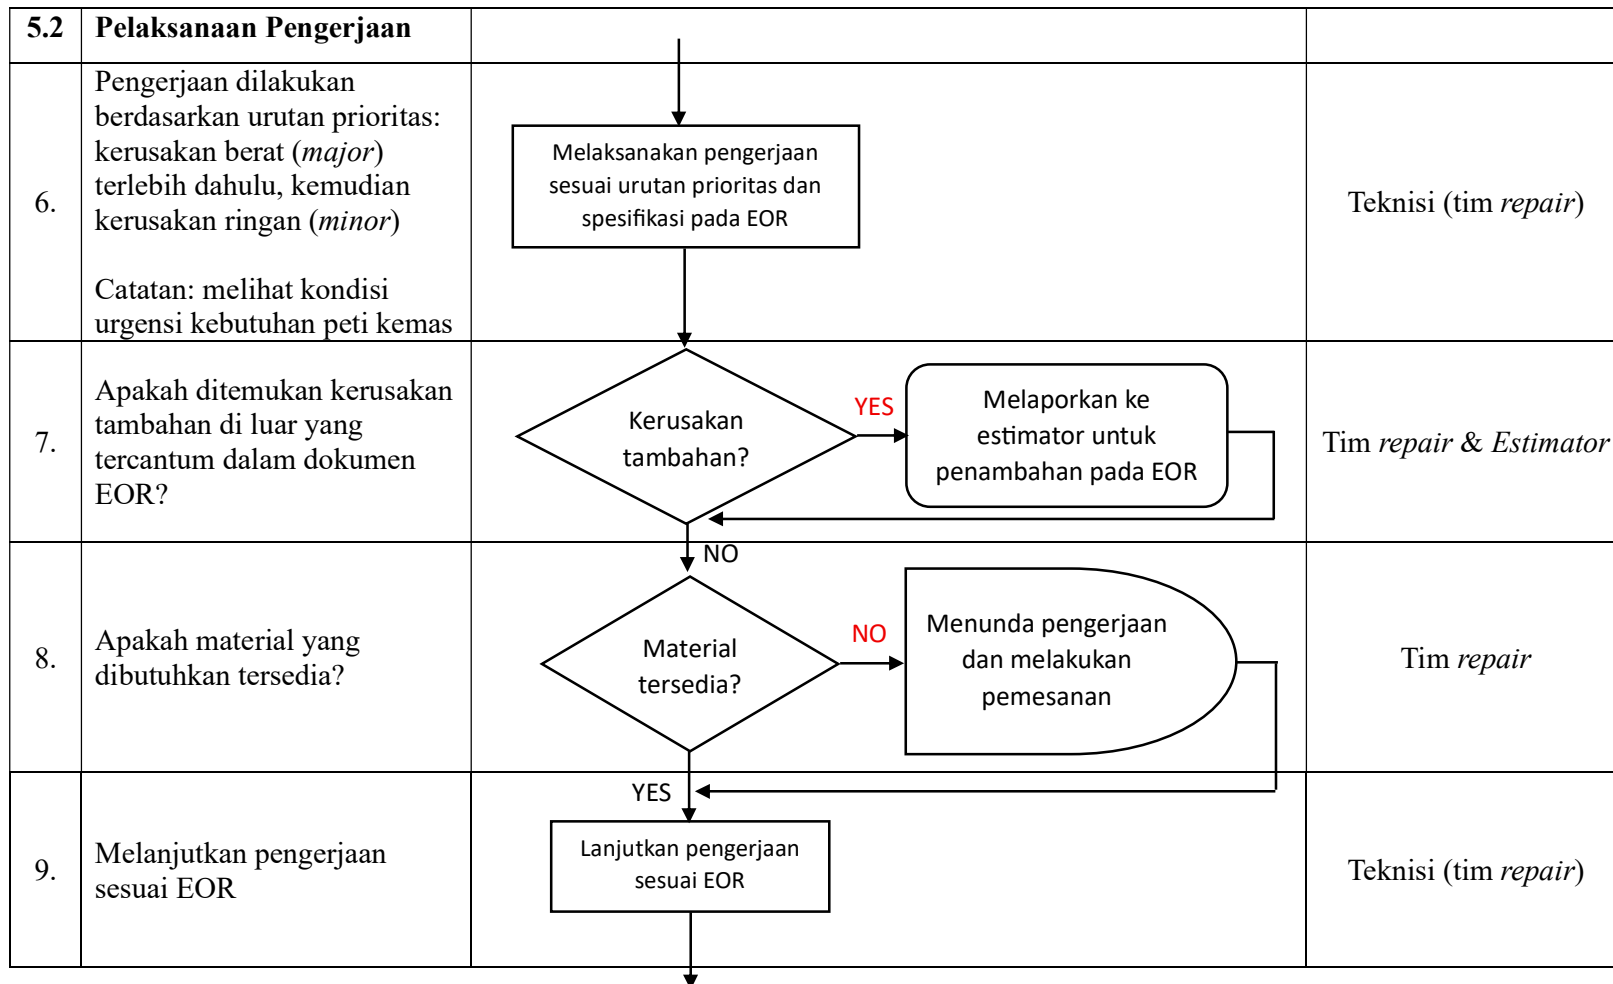 5.2 Pelaksanaan Pengerjaan
6.
Pengerjaan dilakukan
berdasarkan urutan prioritas:
kerusakan berat (major)
terlebih dahulu, kemudian
kerusakan ringan (minor)
Catatan: melihat kondisi
urgensi kebutuhan peti kemas
Melaksanakan pengerjaan
sesuai urutan prioritas dan
spesifikasi pada EOR
Teknisi (tim repair)
7.
Apakah ditemukan kerusakan
tambahan di luar yang
tercantum dalam dokumen
EOR?
Kerusakan
tambahan?
YES
Melaporkan ke
estimator untuk
penambahan pada EOR
Tim repair & Estimator
NO
8.
Apakah material yang
dibutuhkan tersedia?
Material
tersedia?
NO
Menunda pengerjaan
dan melakukan
pemesanan
Tim repair
YES
9.
Melanjutkan pengerjaan
sesuai EOR
Lanjutkan pengerjaan
sesuai EOR
Teknisi (tim repair)